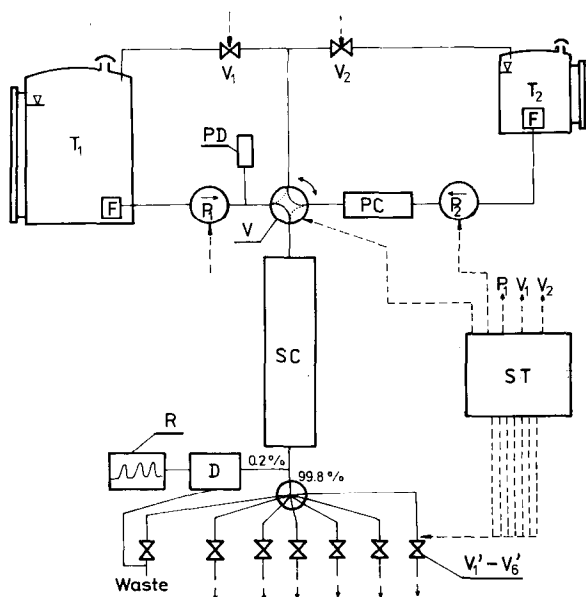 V₁
V₂
T₁
T₂
F
F
PD
P₁
V
PC
P₂
P₁ V₁ V₂
SC
ST
R
D
0.2%
99.8%
Waste
V₁' – V₆'